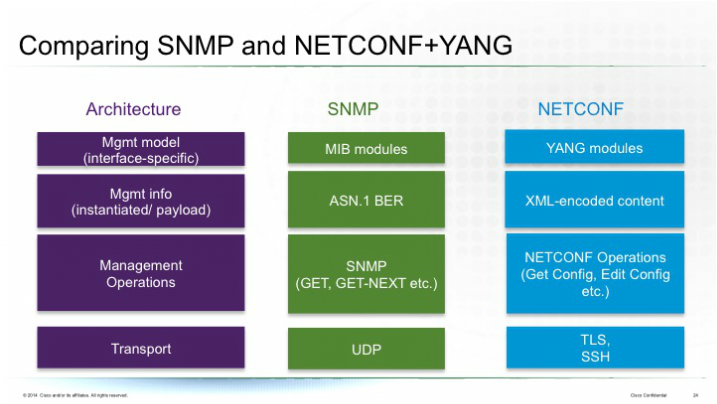 Comparing SNMP and NETCONF+YANG
Architecture
SNMP
NETCONF
Mgmt model
(interface-specific)
MIB modules
YANG modules
Mgmt info
(instantiated/ payload)
ASN.1 BER
XML-encoded content
Management
Operations
SNMP
(GET, GET-NEXT etc.)
NETCONF Operations
(Get Config, Edit Config
etc.)
Transport
UDP
TLS,
SSH
© 2014 Cisco and/or its affiliates. All rights reserved.
Cisco Confidential
24